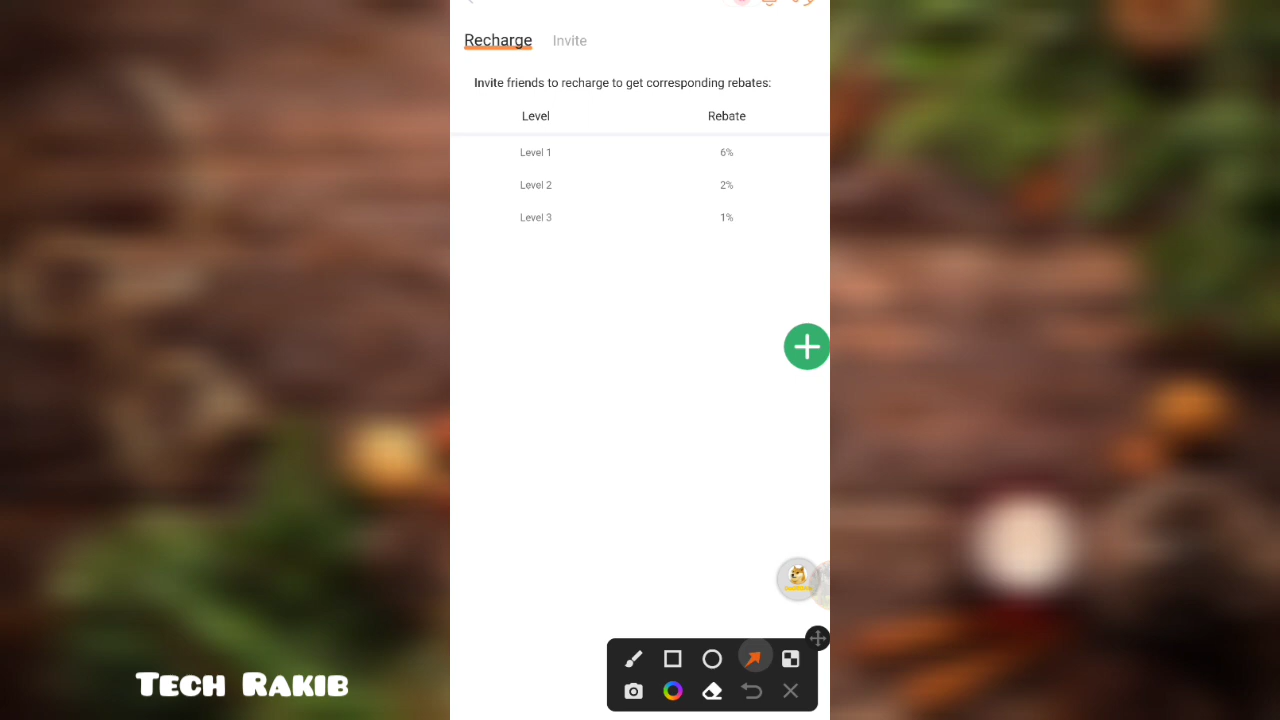 Recharge Invite
Invite friends to recharge to get corresponding rebates:
Level Rebate
Level 1 6%
Level 2 2%
Level 3 1%
Tech Rakib